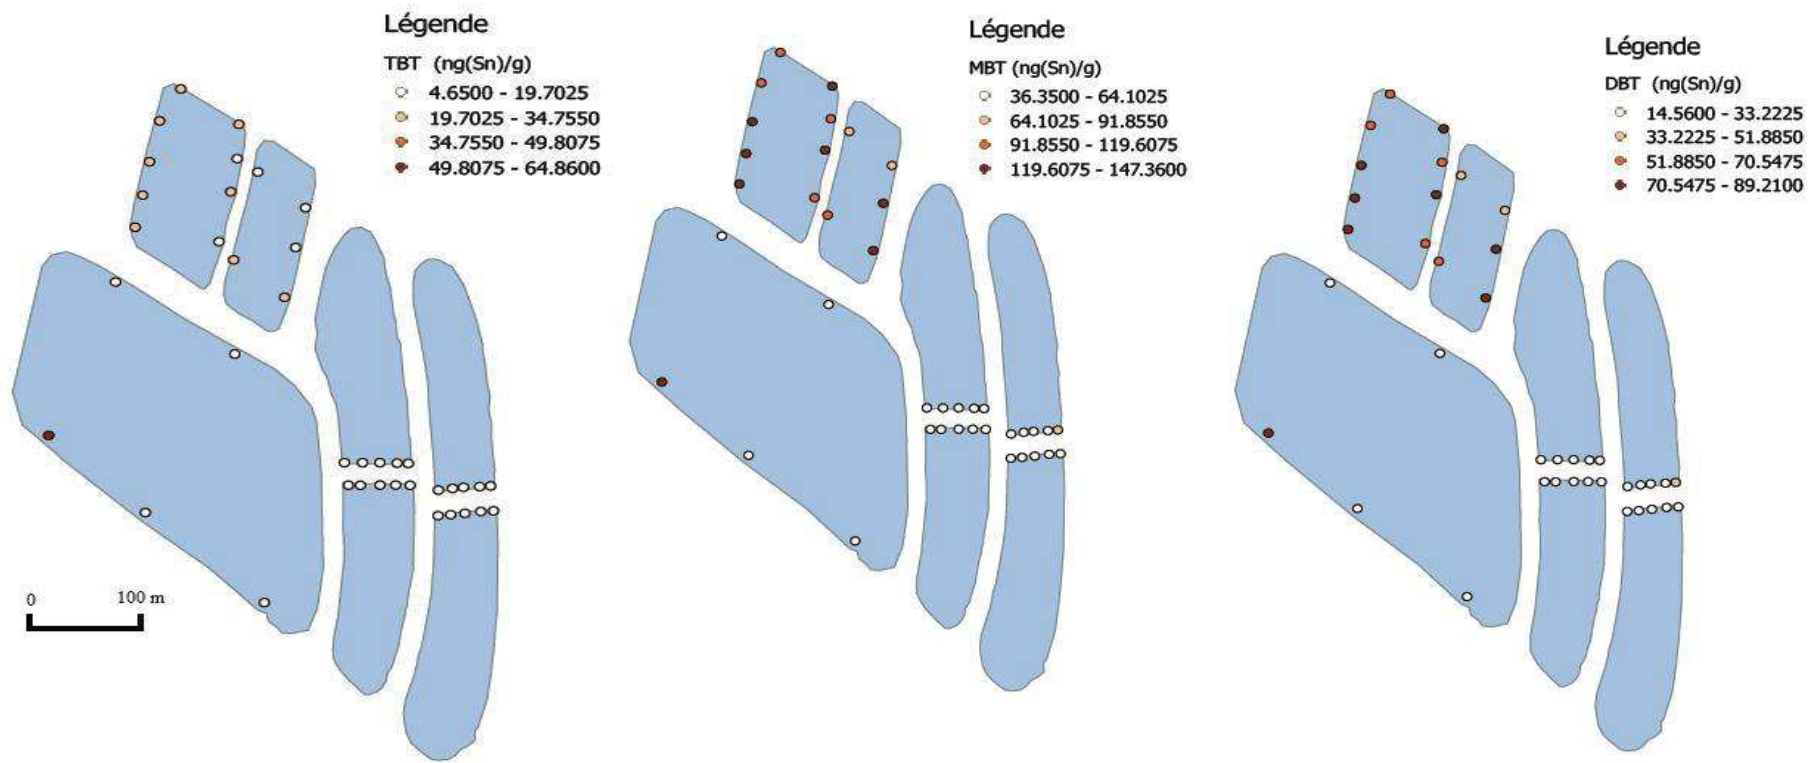 Légende
TBT (ng(Sn)/g)
4.6500 - 19.7025
19.7025 - 34.7550
34.7550 - 49.8075
49.8075 - 64.8600
Légende
MBT (ng(Sn)/g)
36.3500 - 64.1025
64.1025 - 91.8550
91.8550 - 119.6075
119.6075 - 147.3600
Légende
DBT (ng(Sn)/g)
14.5600 - 33.2225
33.2225 - 51.8850
51.8850 - 70.5475
70.5475 - 89.2100
0 100 m